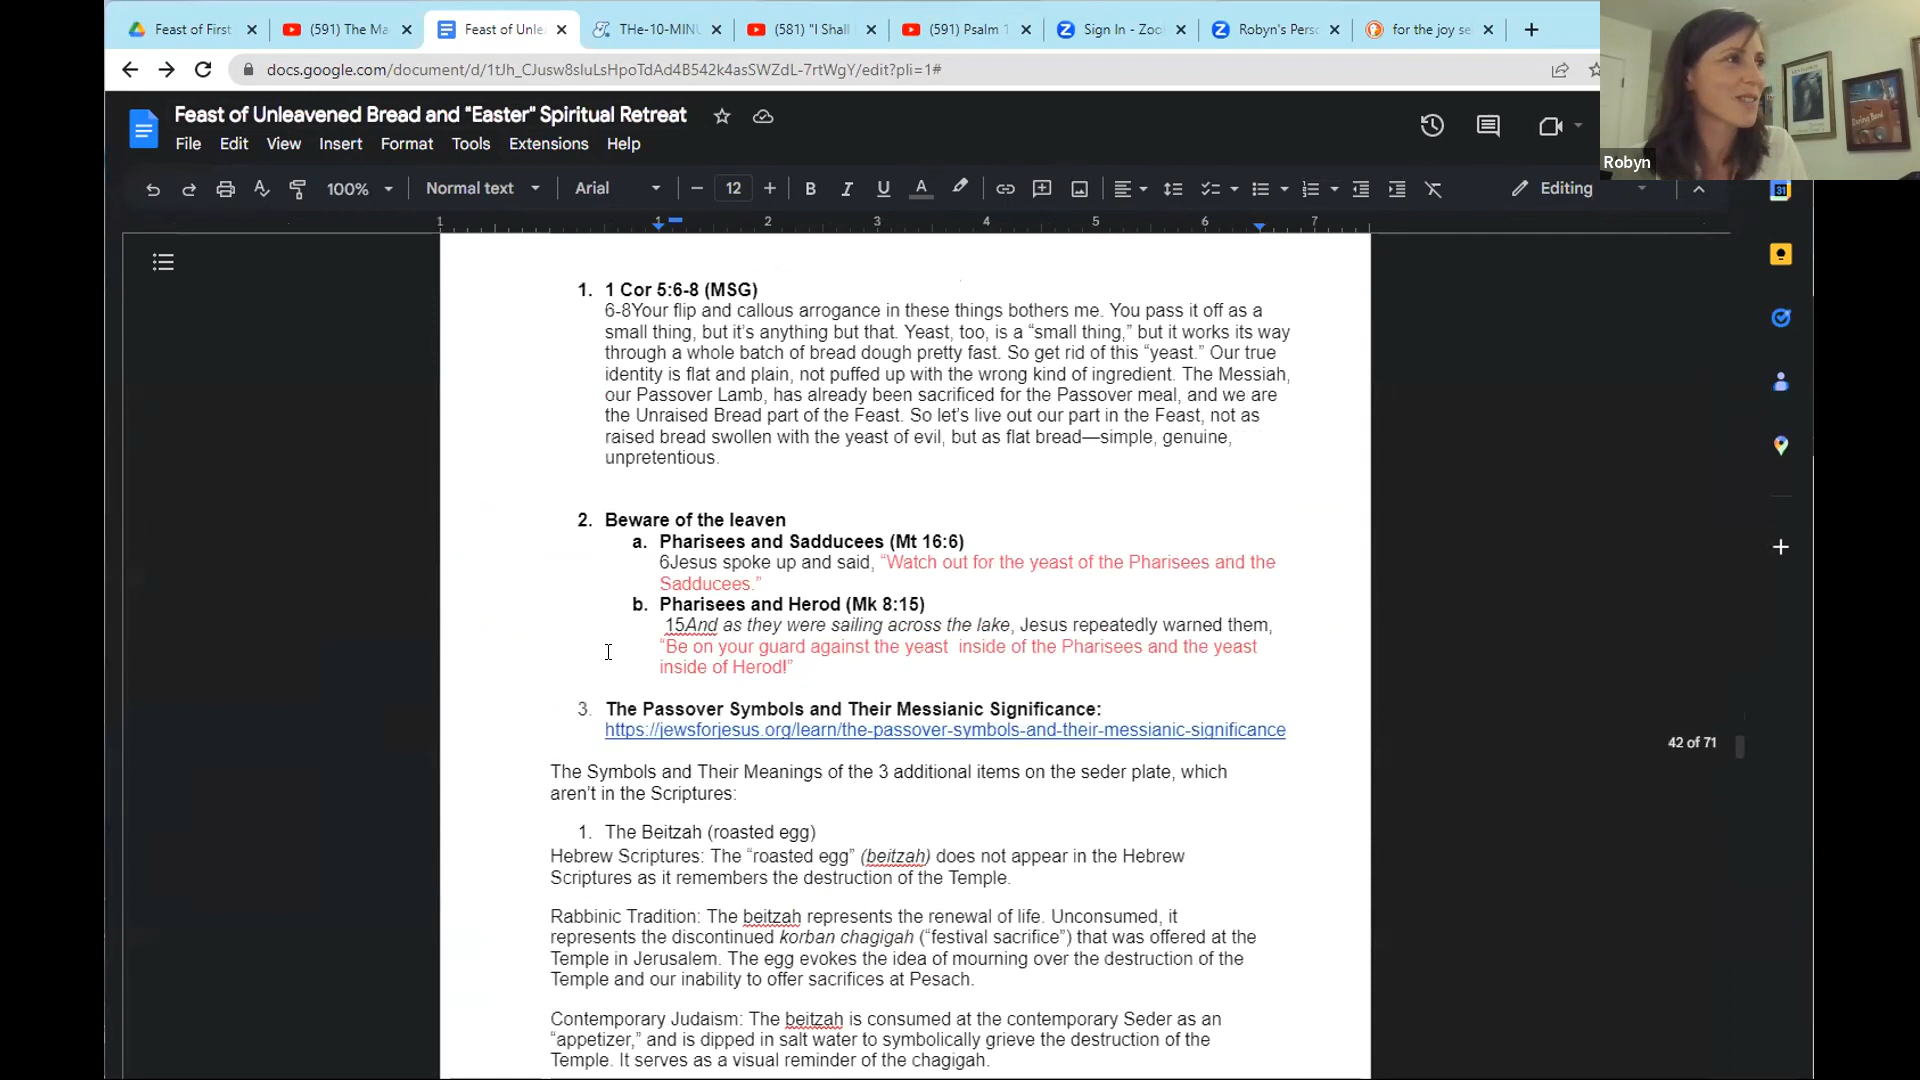 Feast of First
(591) The Ma
Feast of Unle
THe-10-MINU
(581) "I Shall
(591) Psalm 1
Sign In - Zoo
Robyn's Perso
for the joy se
docs.google.com/document/d/1tJh_CJusw8sluLsHpoTdAd4B542k4asSWZdL-7rtWgY/edit?pli=1#
Feast of Unleavened Bread and "Easter" Spiritual Retreat
File Edit View Insert Format Tools Extensions Help
Robyn
100% Normal text Arial 12 B I U A Editing
31
1 1 2 3 4 5 6 7
1. 1 Cor 5:6-8 (MSG)
6-8Your flip and callous arrogance in these things bothers me. You pass it off as a
small thing, but it’s anything but that. Yeast, too, is a “small thing,” but it works its way
through a whole batch of bread dough pretty fast. So get rid of this “yeast.” Our true
identity is flat and plain, not puffed up with the wrong kind of ingredient. The Messiah,
our Passover Lamb, has already been sacrificed for the Passover meal, and we are
the Unraised Bread part of the Feast. So let’s live out our part in the Feast, not as
raised bread swollen with the yeast of evil, but as flat bread—simple, genuine,
unpretentious.
2. Beware of the leaven
a. Pharisees and Sadducees (Mt 16:6)
6Jesus spoke up and said, “Watch out for the yeast of the Pharisees and the
Sadducees.”
b. Pharisees and Herod (Mk 8:15)
15And as they were sailing across the lake, Jesus repeatedly warned them,
“Be on your guard against the yeast  inside of the Pharisees and the yeast
inside of Herod!”
3. The Passover Symbols and Their Messianic Significance:
https://jewsforjesus.org/learn/the-passover-symbols-and-their-messianic-significance
42 of 71
The Symbols and Their Meanings of the 3 additional items on the seder plate, which
aren’t in the Scriptures:
1. The Beitzah (roasted egg)
Hebrew Scriptures: The “roasted egg” (beitzah) does not appear in the Hebrew
Scriptures as it remembers the destruction of the Temple.
Rabbinic Tradition: The beitzah represents the renewal of life. Unconsumed, it
represents the discontinued korban chagigah (“festival sacrifice”) that was offered at the
Temple in Jerusalem. The egg evokes the idea of mourning over the destruction of the
Temple and our inability to offer sacrifices at Pesach.
Contemporary Judaism: The beitzah is consumed at the contemporary Seder as an
“appetizer,” and is dipped in salt water to symbolically grieve the destruction of the
Temple. It serves as a visual reminder of the chagigah.